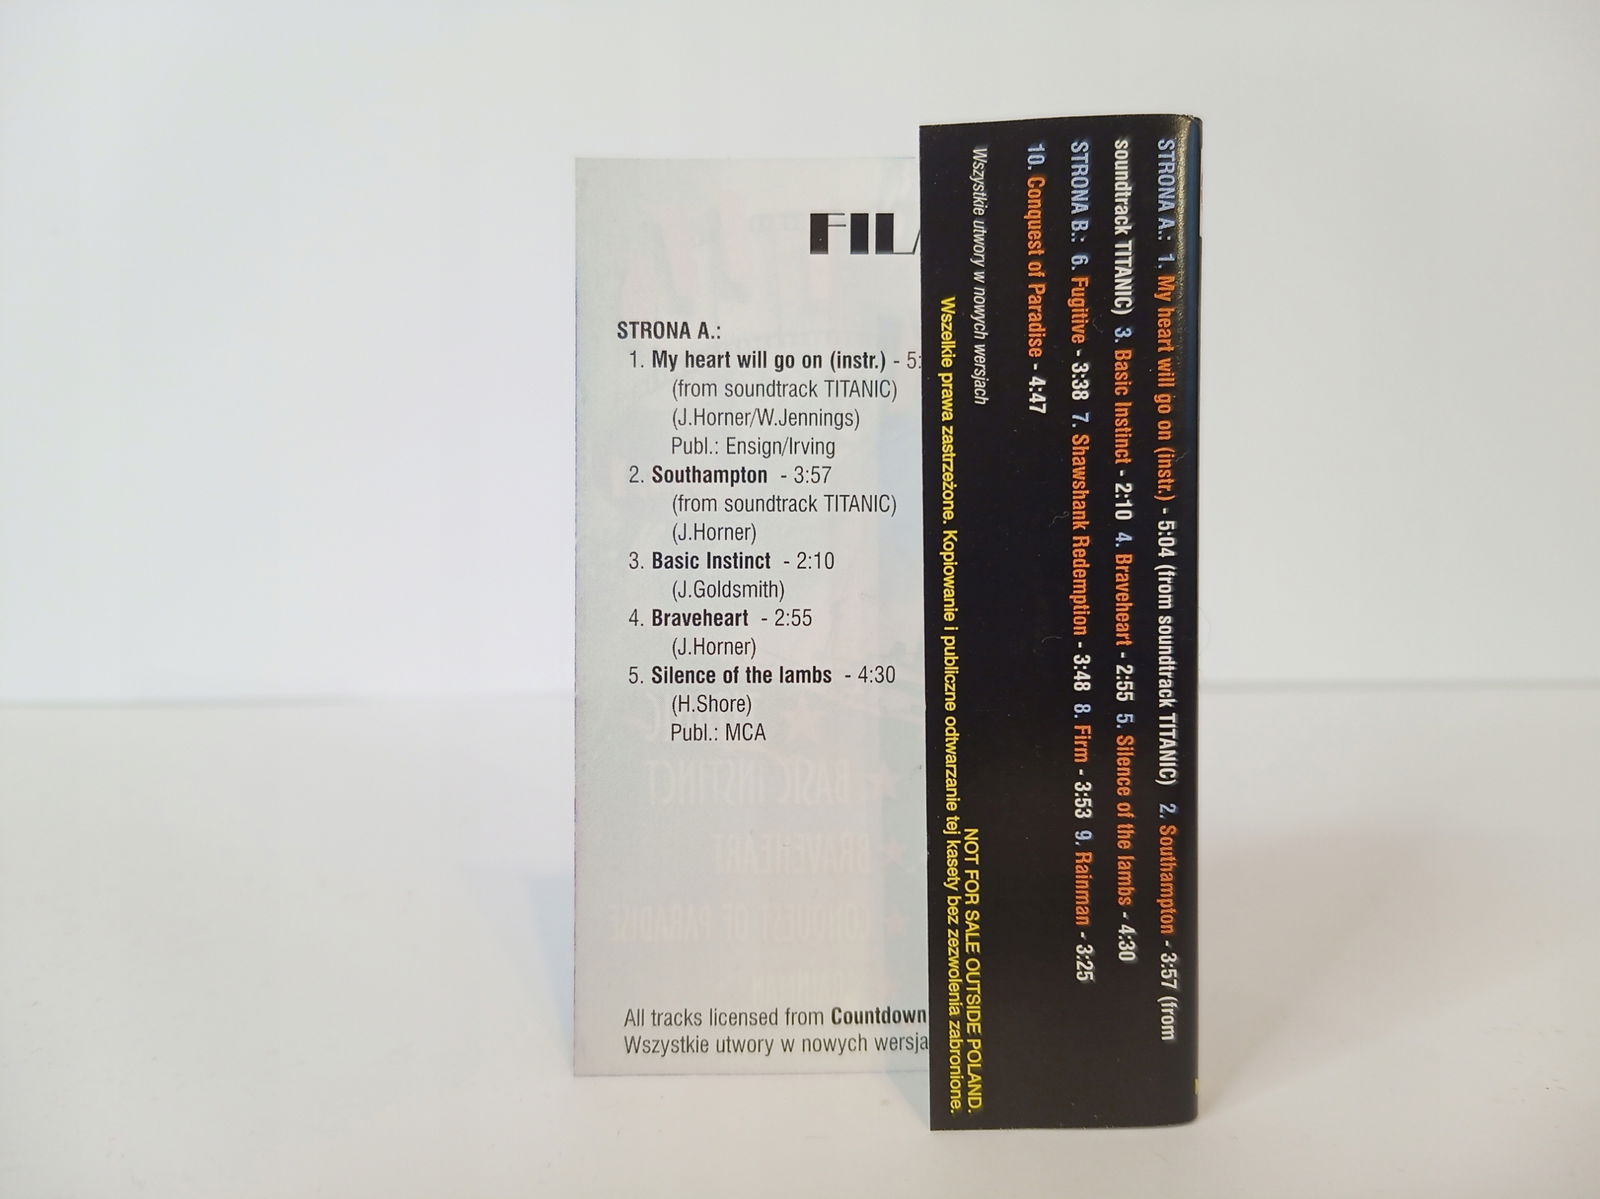 FIL
STRONA A.:
1. My heart will go on (instr.) - 5:
(from soundtrack TITANIC)
(J.Horner/W.Jennings)
Publ.: Ensign/Irving
2. Southampton - 3:57
(from soundtrack TITANIC)
(J.Horner)
3. Basic Instinct - 2:10
(J.Goldsmith)
4. Braveheart - 2:55
(J.Horner)
5. Silence of the lambs - 4:30
(H.Shore)
Publ.: MCA
All tracks licensed from Countdown
Wszystkie utwory w nowych wersja
STRONA A.: 1. My heart will go on (instr.) - 5:04 (from soundtrack TITANIC) 2. Southampton - 3:57 (from
soundtrack TITANIC) 3. Basic Instinct - 2:10 4. Braveheart - 2:55 5. Silence of the lambs - 4:30
STRONA B.: 6. Fugitive - 3:38 7. Shawshank Redemption - 3:48 8. Firm - 3:53 9. Rainman - 3:25
10. Conquest of Paradise - 4:47
Wszystkie utwory w nowych wersjach
NOT FOR SALE OUTSIDE POLAND.
Wszelkie prawa zastrzeżone. Kopiowanie i publiczne odtwarzanie tej kasety bez zezwolenia zabronione.